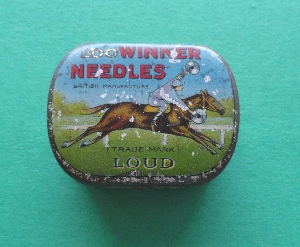 200 WINNER
NEEDLES
BRITISH MANUFACTURE
(TRADE MARK)
LOUD